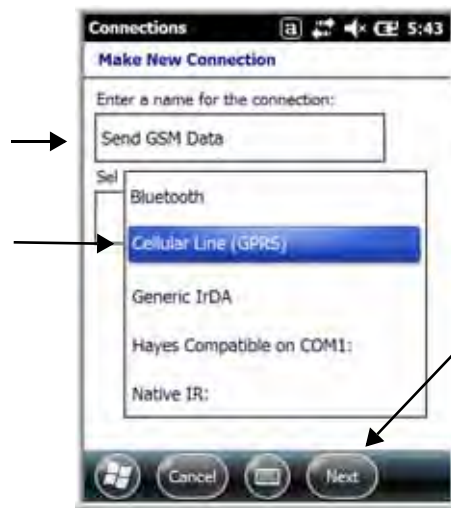 Connections a 5:43
Make New Connection
Enter a name for the connection:
Send GSM Data
Sel
Bluetooth
Cellular Line (GPRS)
Generic IrDA
Hayes Compatible on COM1:
Native IR:
Cancel Next